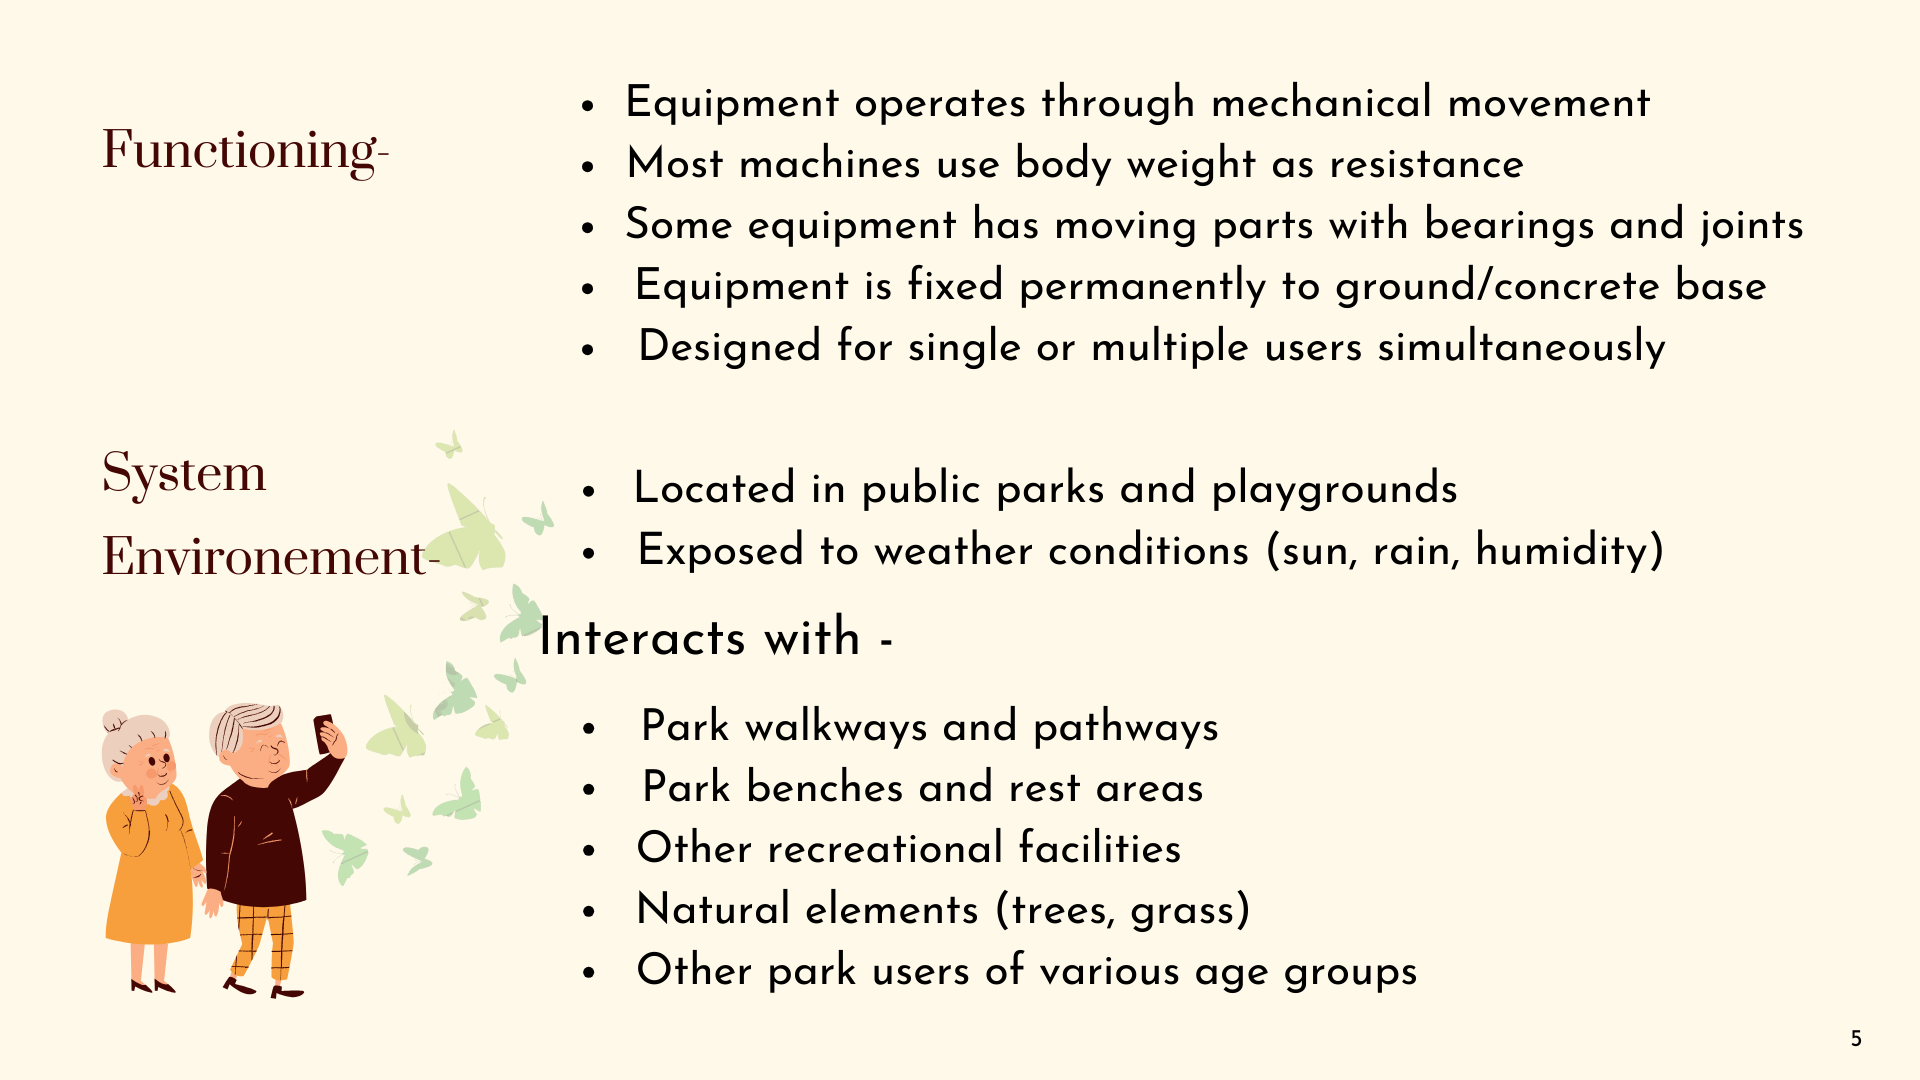 Functioning-
• Equipment operates through mechanical movement
• Most machines use body weight as resistance
• Some equipment has moving parts with bearings and joints
• Equipment is fixed permanently to ground/concrete base
• Designed for single or multiple users simultaneously
System
Environement-
• Located in public parks and playgrounds
• Exposed to weather conditions (sun, rain, humidity)
Interacts with -
• Park walkways and pathways
• Park benches and rest areas
• Other recreational facilities
• Natural elements (trees, grass)
• Other park users of various age groups
5